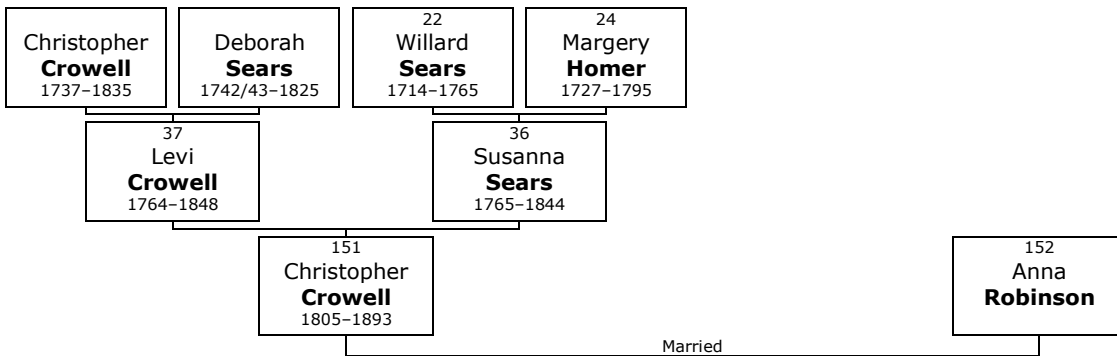 Christopher
Crowell
1737–1835
Deborah
Sears
1742/43–1825
22
Willard
Sears
1714–1765
24
Margery
Homer
1727–1795
37
Levi
Crowell
1764–1848
36
Susanna
Sears
1765–1844
151
Christopher
Crowell
1805–1893
152
Anna
Robinson
Married